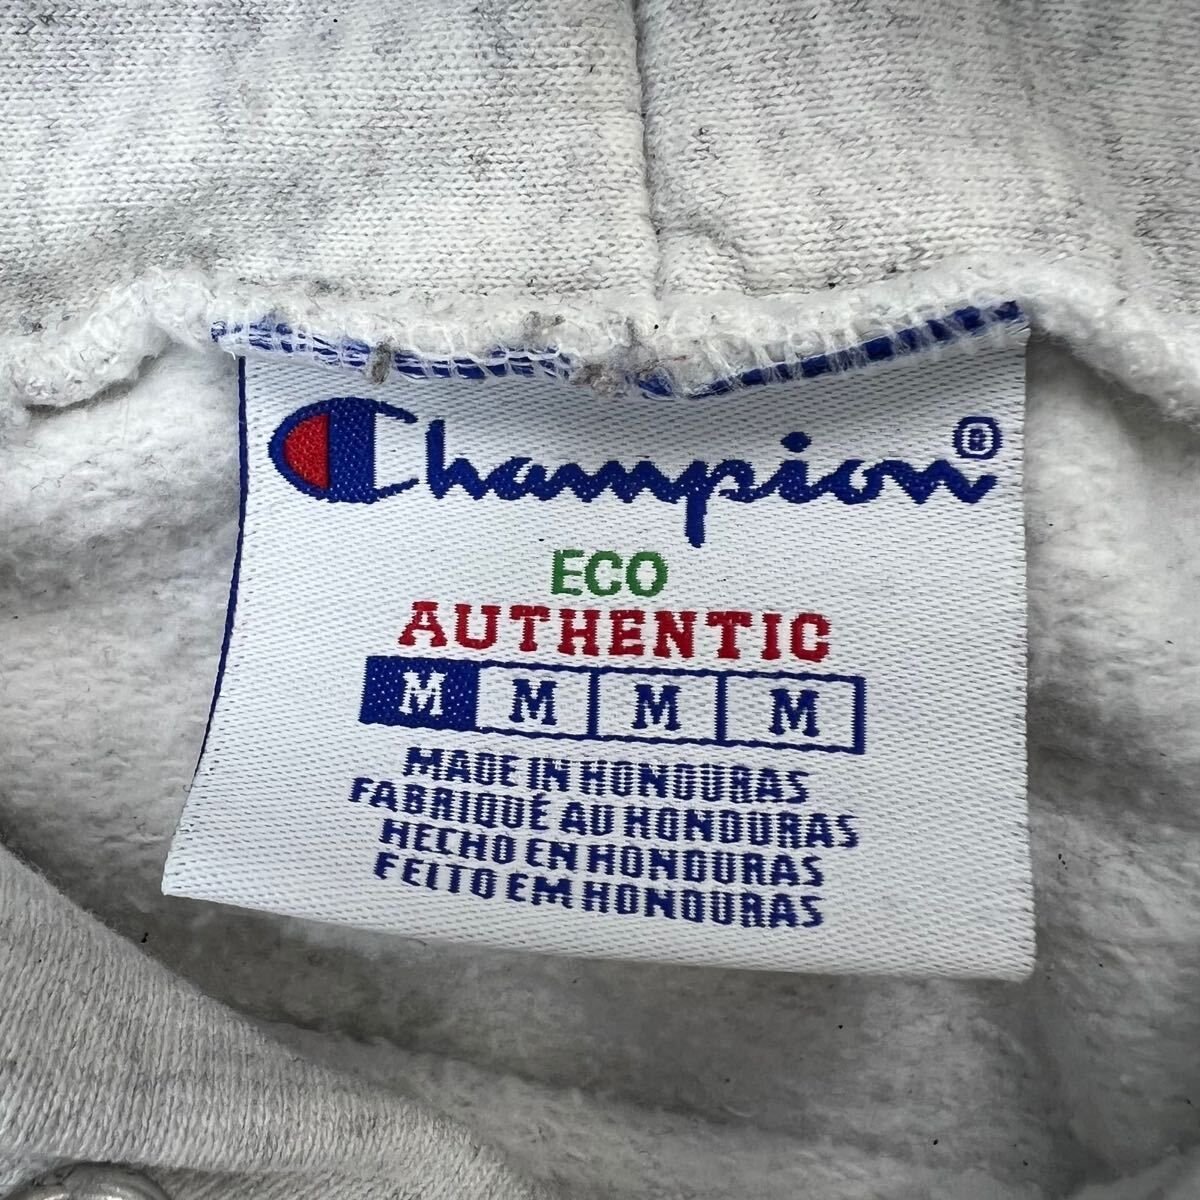 Champion®
ECO
AUTHENTIC
M M M M
MADE IN HONDURAS
FABRIQUÉ AU HONDURAS
HECHO EN HONDURAS
FEITO EM HONDURAS